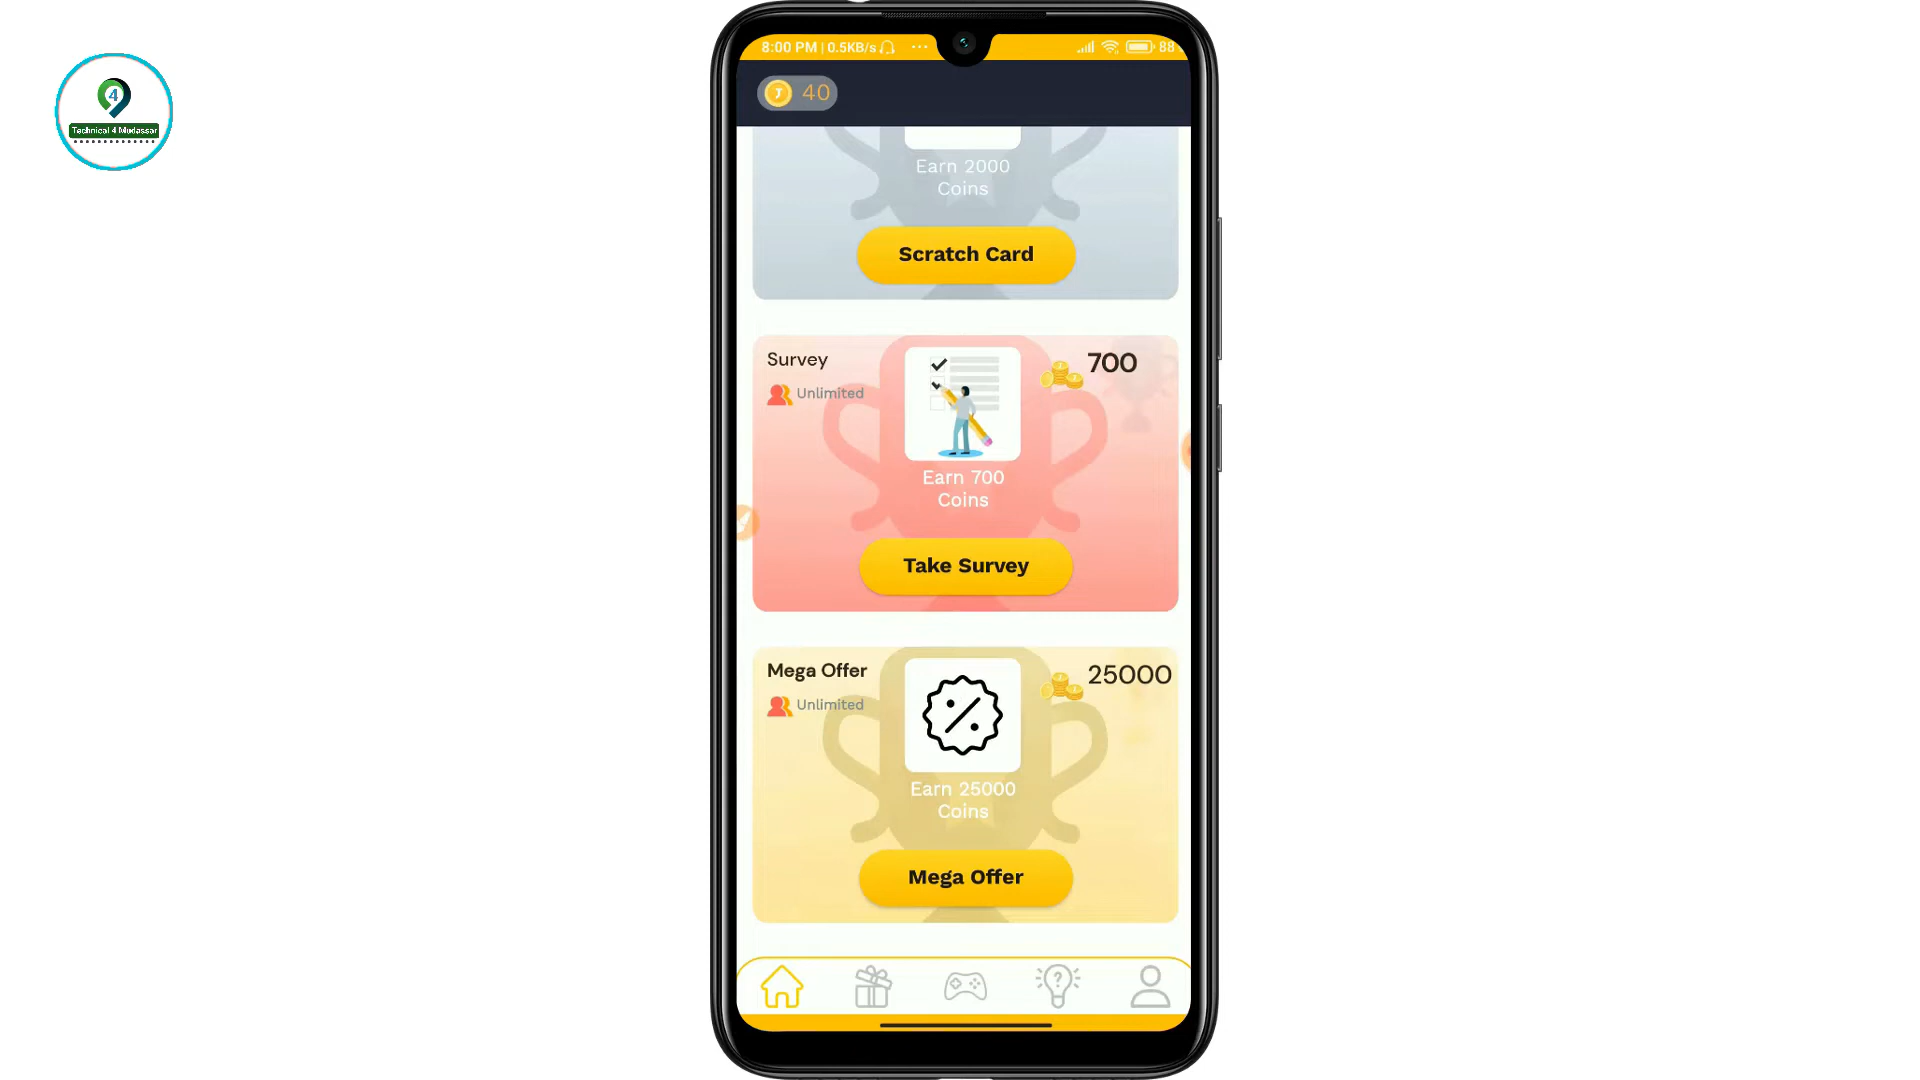 8:00 PM | 0.5KB/s ... 88
40
4
Technical 4 Mudassar
Earn 2000
Coins
Scratch Card
Survey
700
Unlimited
Earn 700
Coins
Take Survey
Mega Offer
25000
Unlimited
Earn 25000
Coins
Mega Offer